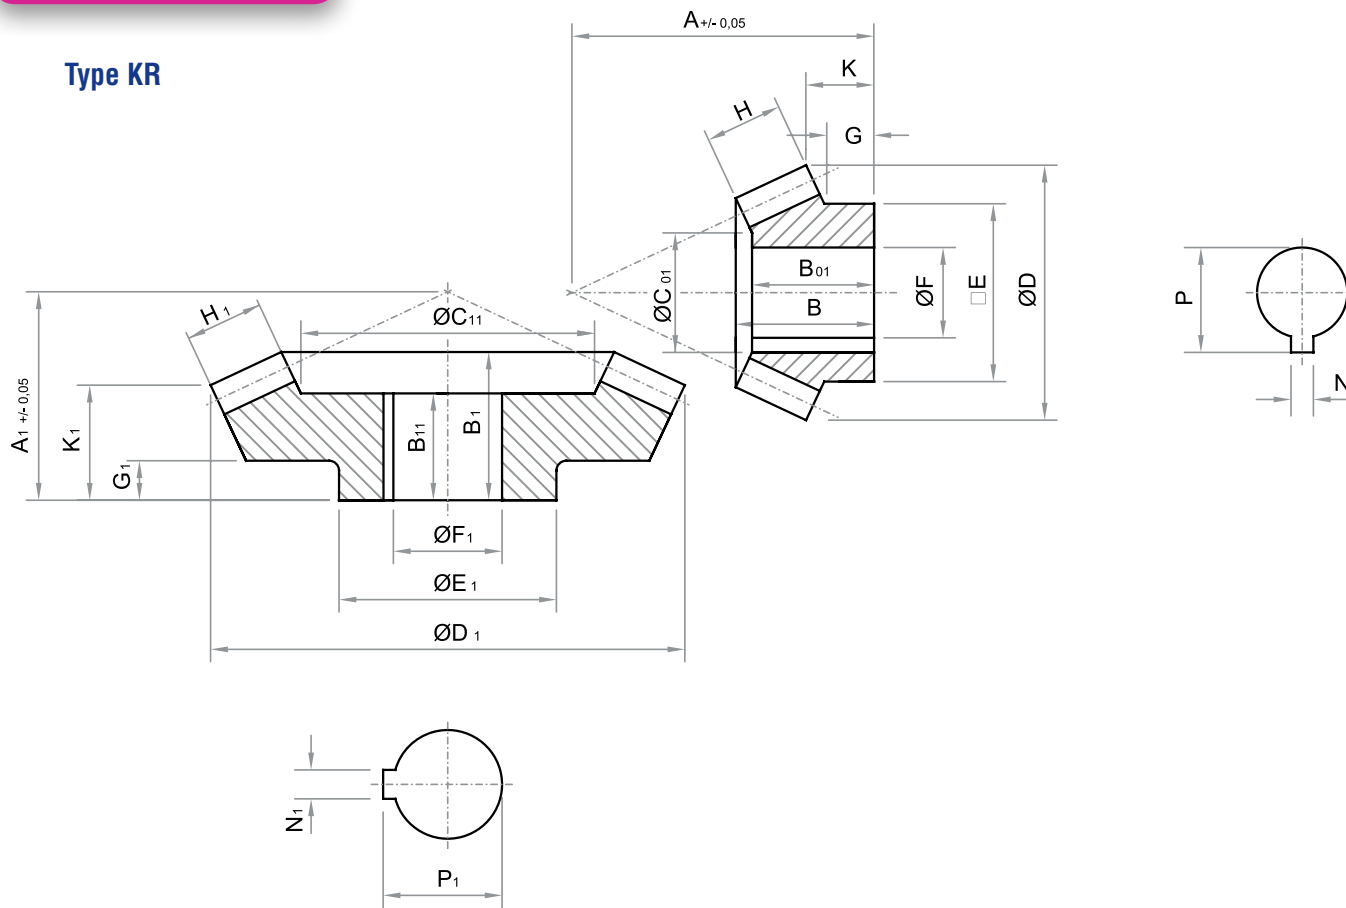 Type KR
A +/- 0,05
K
H
G
B01
B
ØC01
ØF
□E
ØD
P
N
H1
ØC11
A1 +/- 0,05
K1
G1
B11
B1
ØF1
ØE1
ØD1
N1
P1